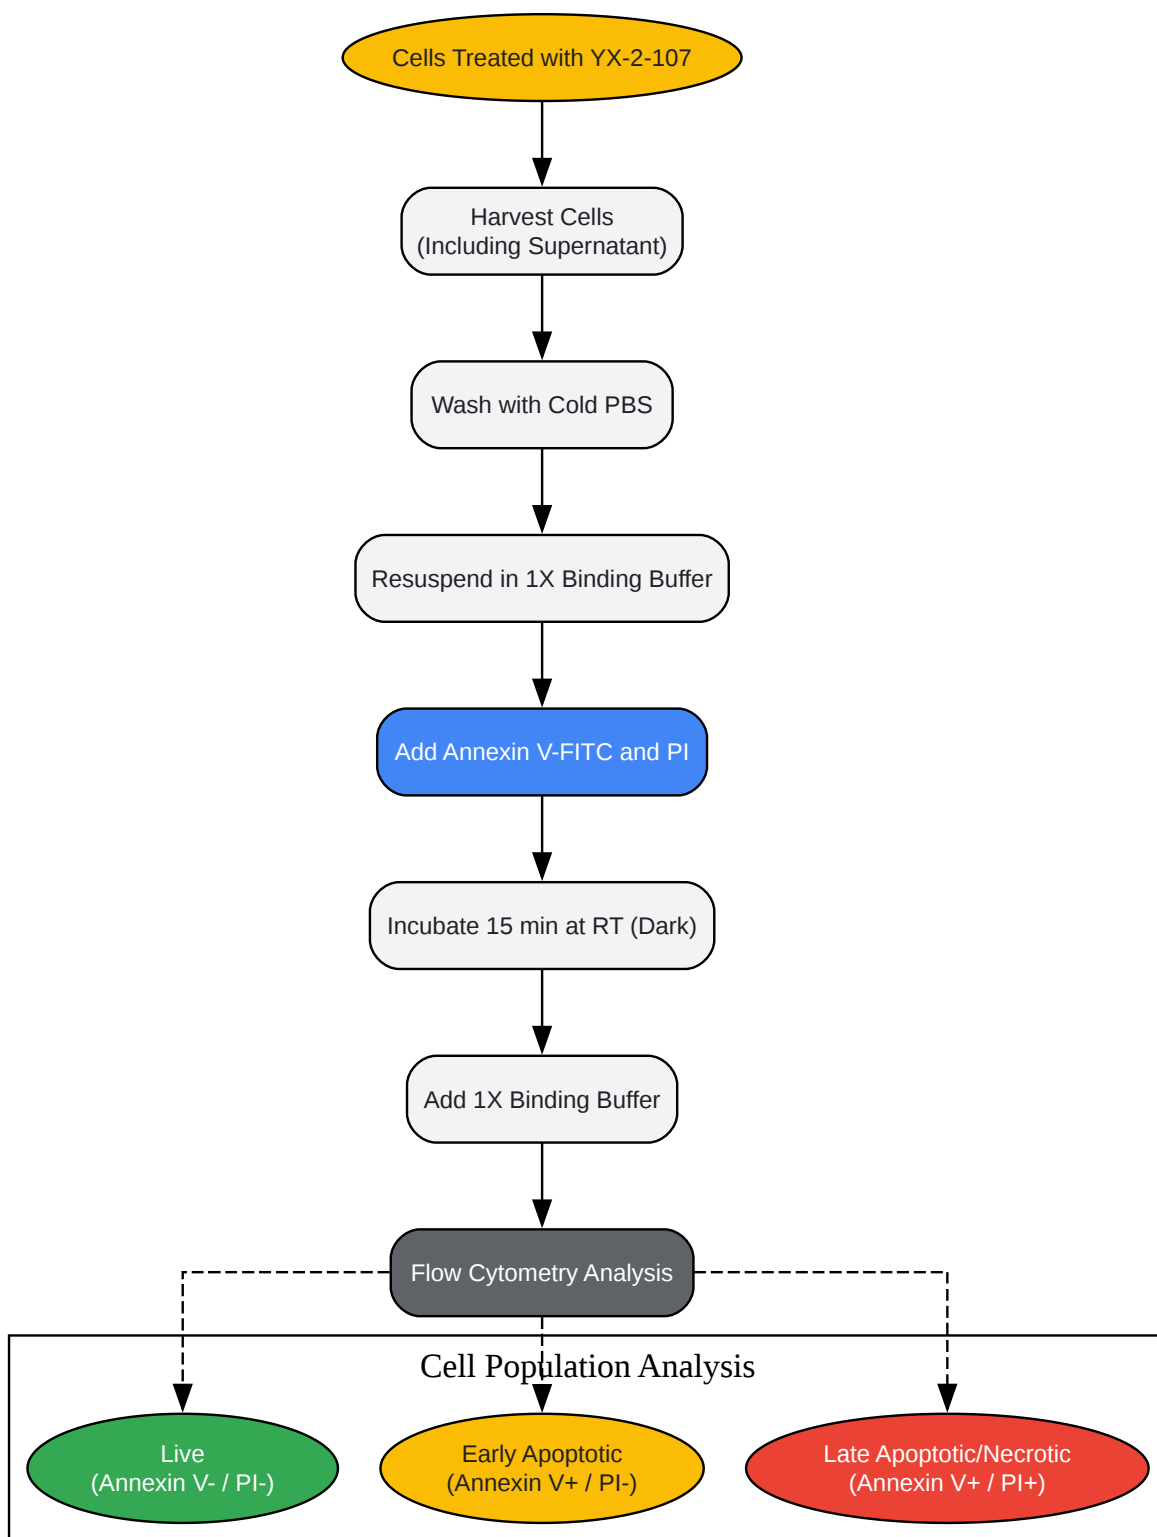 Cells Treated with YX-2-107
Harvest Cells
(Including Supernatant)
Wash with Cold PBS
Resuspend in 1X Binding Buffer
Add Annexin V-FITC and PI
Incubate 15 min at RT (Dark)
Add 1X Binding Buffer
Flow Cytometry Analysis
Cell Population Analysis
Live
(Annexin V- / PI-)
Early Apoptotic
(Annexin V+ / PI-)
Late Apoptotic/Necrotic
(Annexin V+ / PI+)